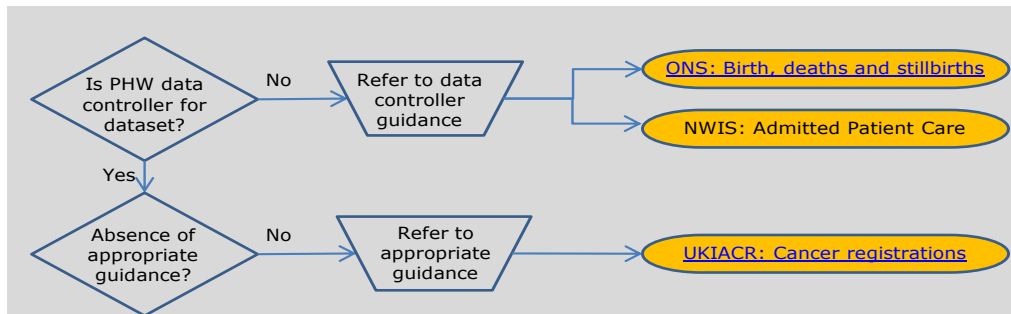 Is PHW data
controller for
dataset?
No
Refer to data
controller
guidance
ONS: Birth, deaths and stillbirths
NWIS: Admitted Patient Care
Yes
Absence of
appropriate
guidance?
No
Refer to
appropriate
guidance
UKIACR: Cancer registrations